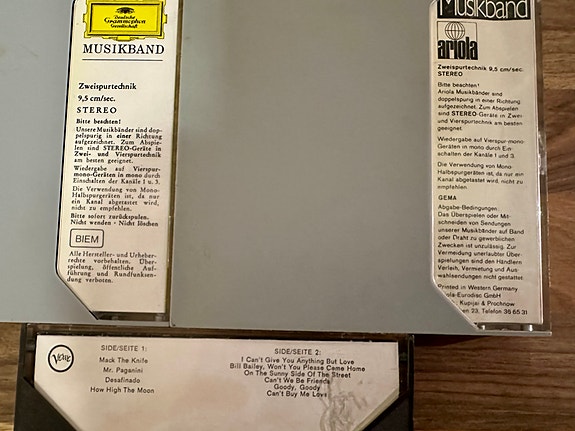 Deutsche
Grammophon
Gesellschaft
MUSIKBAND
Zweispurtechnik
9,5 cm/sec.
STEREO
Bitte beachten!
Unsere Musikbänder sind dop-
pelspurig in einer Richtung
aufgezeichnet. Zum Abspie-
len sind STEREO-Geräte in
Zwei- und Vierspurtechnik
am besten geeignet.
Wiedergabe auf Vierspur-
mono-Geräten in mono durch
Einschalten der Kanäle 1 u. 3.
Die Verwendung von Mono-
Halbspurgeräten ist, da nur
ein Kanal abgetastet wird,
nicht zu empfehlen.
Bitte sofort zurückspulen.
Nicht wenden - Nicht löschen
BIEM
Alle Hersteller- und Urheber-
rechte vorbehalten. Über-
spielung, öffentliche Auf-
führung und Rundfunksen-
dung verboten.
Musikband
ariola
Zweispurtechnik 9,5 cm/sec.
STEREO
Bitte beachten!
Ariola Musikbänder sind
doppelspurig in einer Richtung
aufgezeichnet. Zum Abspielen
sind STEREO-Geräte in Zwei-
und Vierspurtechnik am besten
geeignet.
Wiedergabe auf Vierspur-mo-
no-Geräten in mono durch Ein-
schalten der Kanäle 1 und 3.
Die Verwendung von Mono-
Halbspurgeräten ist, da nur ein
Kanal abgetastet wird, nicht zu
empfehlen.
GEMA
Abgabe-Bedingungen:
Das Überspielen oder Mit-
schneiden von Sendungen
unserer Musikbänder auf Band
oder Draht zu gewerblichen
Zwecken ist unzulässig. Zur
Vermeidung unerlaubter Über-
spielungen sind den Händlern
Verleih, Vermietung und Aus-
wahlsendungen nicht gestattet.
Printed in Western Germany
Ariola-Eurodisc GmbH
Kupijai & Prochnow
23, Telefon 36 65 31
Verve
SIDE/SEITE 1:
Mack The Knife
Mr. Paganini
Desafinado
How High The Moon
SIDE/SEITE 2:
I Can't Give You Anything But Love
Bill Bailey, Won't You Please Come Home
On The Sunny Side Of The Street
Can't We Be Friends
Goody, Goody
Can't Buy Me Love